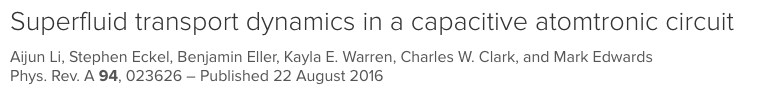 Superfluid transport dynamics in a capacitive atomtronic circuit
Aijun Li, Stephen Eckel, Benjamin Eller, Kayla E. Warren, Charles W. Clark, and Mark Edwards
Phys. Rev. A 94, 023626 – Published 22 August 2016